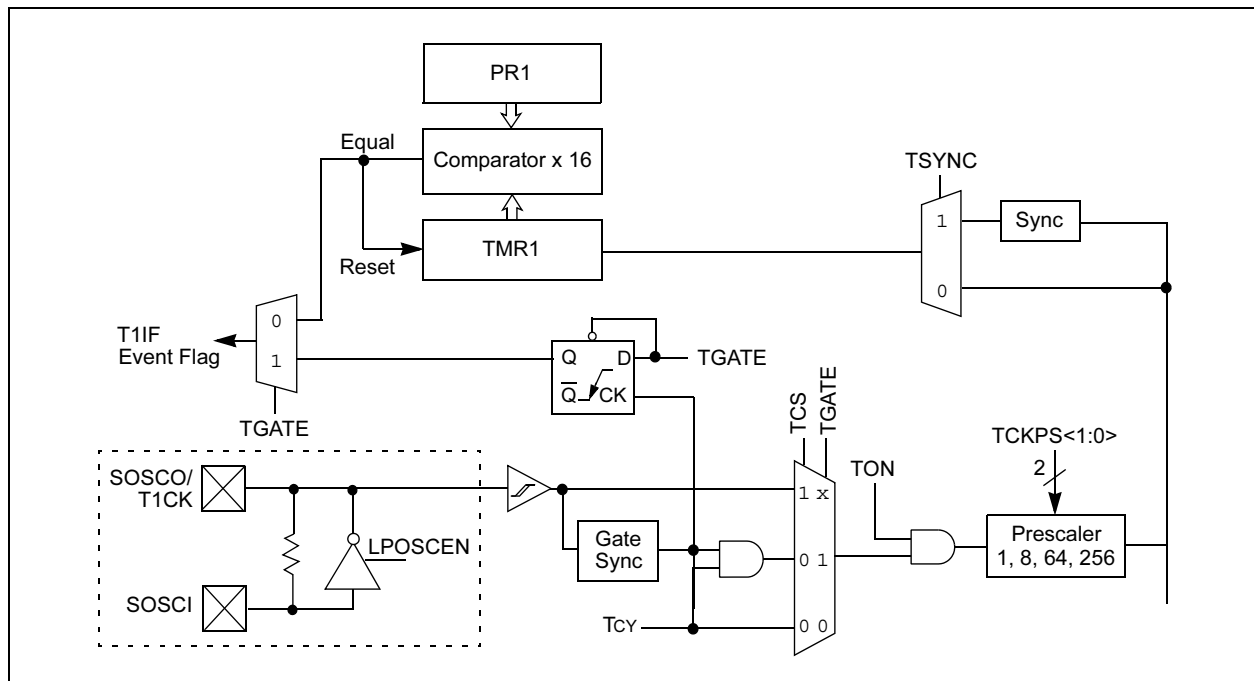 PR1
Equal
Comparator x 16
TSYNC
1
Sync
TMR1
Reset
0
T1IF
Event Flag
0
1
Q
D
TGATE
Q
CK
TGATE
TCS
TGATE
TCKPS<1:0>
2
TON
SOSCO/
T1CK
1 x
LPOSCEN
Gate
Sync
0 1
Prescaler
1, 8, 64, 256
SOSCI
TCY
0 0